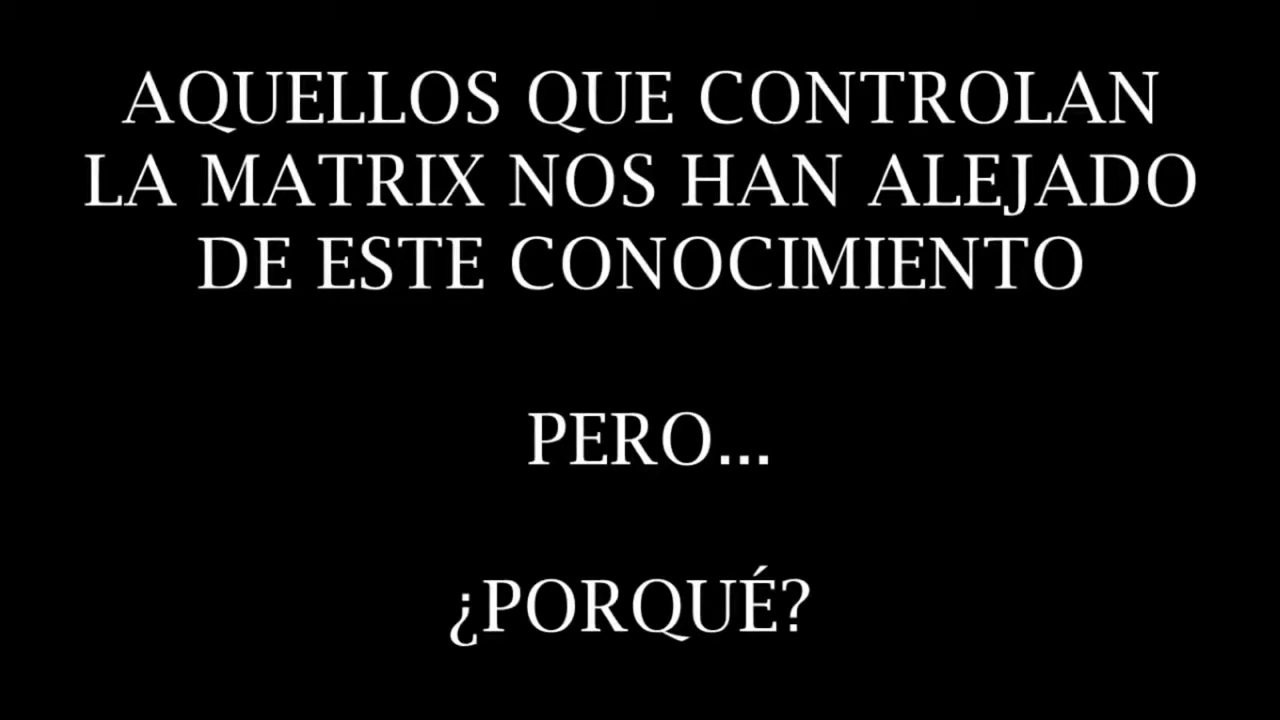 AQUELLOS QUE CONTROLAN
LA MATRIX NOS HAN ALEJADO
DE ESTE CONOCIMIENTO
PERO...
¿PORQUÉ?